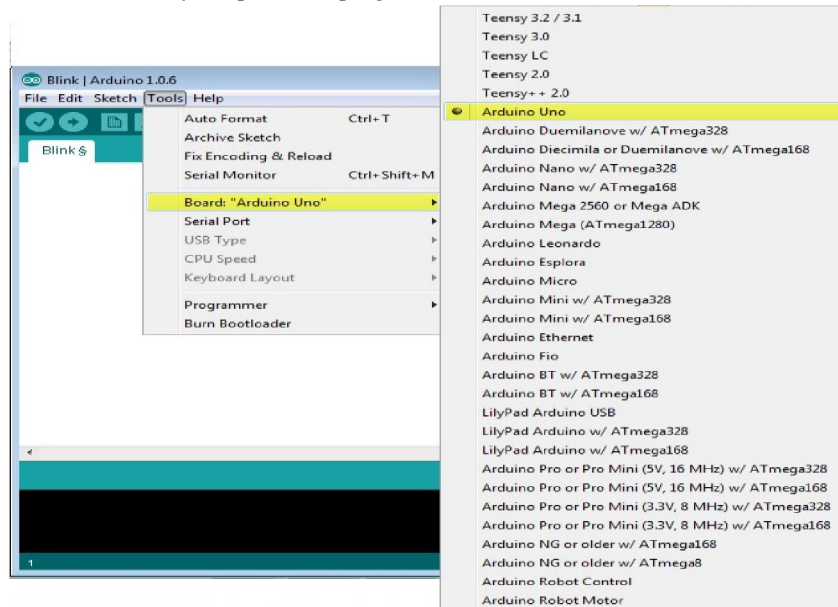 Blink | Arduino 1.0.6
File Edit Sketch Tools Help
Blink §
Auto Format Ctrl+T
Archive Sketch
Fix Encoding & Reload
Serial Monitor Ctrl+Shift+M
Board: "Arduino Uno"
Serial Port
USB Type
CPU Speed
Keyboard Layout
Programmer
Burn Bootloader
1
Teensy 3.2 / 3.1
Teensy 3.0
Teensy LC
Teensy 2.0
Teensy++ 2.0
Arduino Uno
Arduino Duemilanove w/ ATmega328
Arduino Diecimila or Duemilanove w/ ATmega168
Arduino Nano w/ ATmega328
Arduino Nano w/ ATmega168
Arduino Mega 2560 or Mega ADK
Arduino Mega (ATmega1280)
Arduino Leonardo
Arduino Esplora
Arduino Micro
Arduino Mini w/ ATmega328
Arduino Mini w/ ATmega168
Arduino Ethernet
Arduino Fio
Arduino BT w/ ATmega328
Arduino BT w/ ATmega168
LilyPad Arduino USB
LilyPad Arduino w/ ATmega328
LilyPad Arduino w/ ATmega168
Arduino Pro or Pro Mini (5V, 16 MHz) w/ ATmega328
Arduino Pro or Pro Mini (5V, 16 MHz) w/ ATmega168
Arduino Pro or Pro Mini (3.3V, 8 MHz) w/ ATmega328
Arduino Pro or Pro Mini (3.3V, 8 MHz) w/ ATmega168
Arduino NG or older w/ ATmega168
Arduino NG or older w/ ATmega8
Arduino Robot Control
Arduino Robot Motor